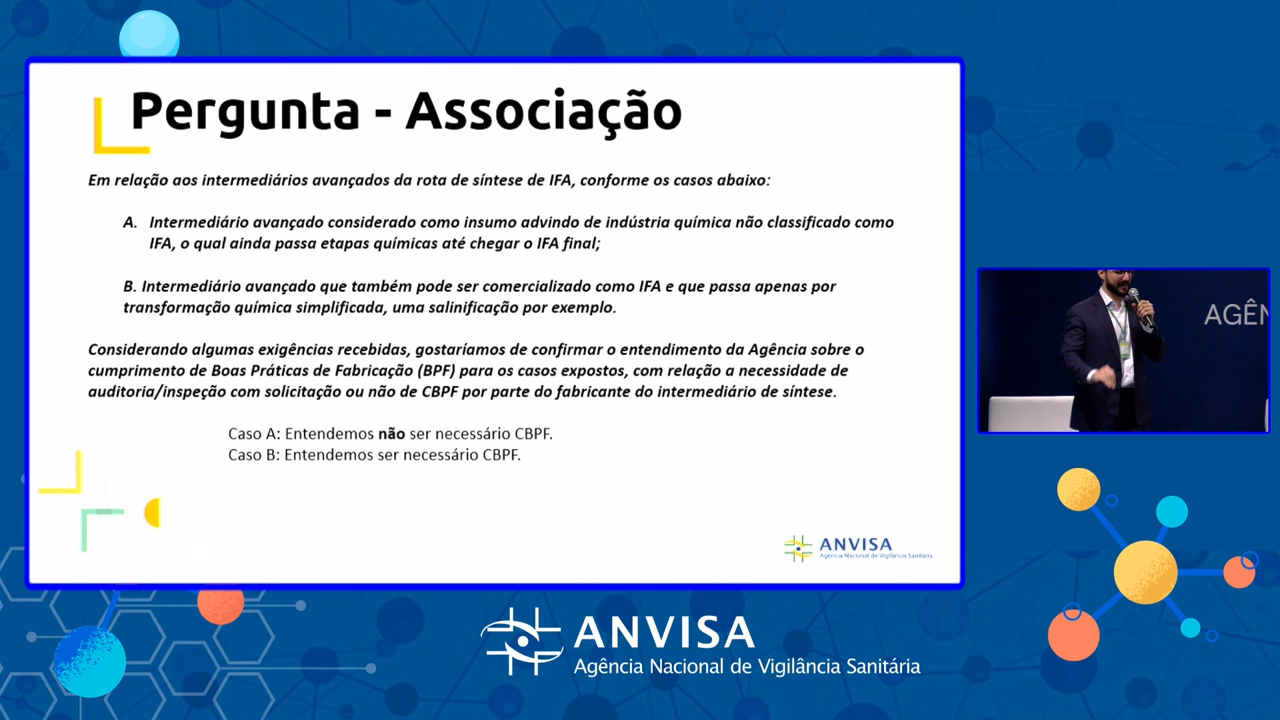 Pergunta - Associação
Em relação aos intermediários avançados da rota de síntese de IFA, conforme os casos abaixo:
A. Intermediário avançado considerado como insumo advindo de indústria química não classificado como
IFA, o qual ainda passa etapas químicas até chegar o IFA final;
B. Intermediário avançado que também pode ser comercializado como IFA e que passa apenas por
transformação química simplificada, uma salinificação por exemplo.
Considerando algumas exigências recebidas, gostaríamos de confirmar o entendimento da Agência sobre o
cumprimento de Boas Práticas de Fabricação (BPF) para os casos expostos, com relação a necessidade de
auditoria/inspeção com solicitação ou não de CBPF por parte do fabricante do intermediário de síntese.
Caso A: Entendemos não ser necessário CBPF.
Caso B: Entendemos ser necessário CBPF.
ANVISA
Agência Nacional de Vigilância Sanitária
AGÊN
ANVISA
Agência Nacional de Vigilância Sanitária